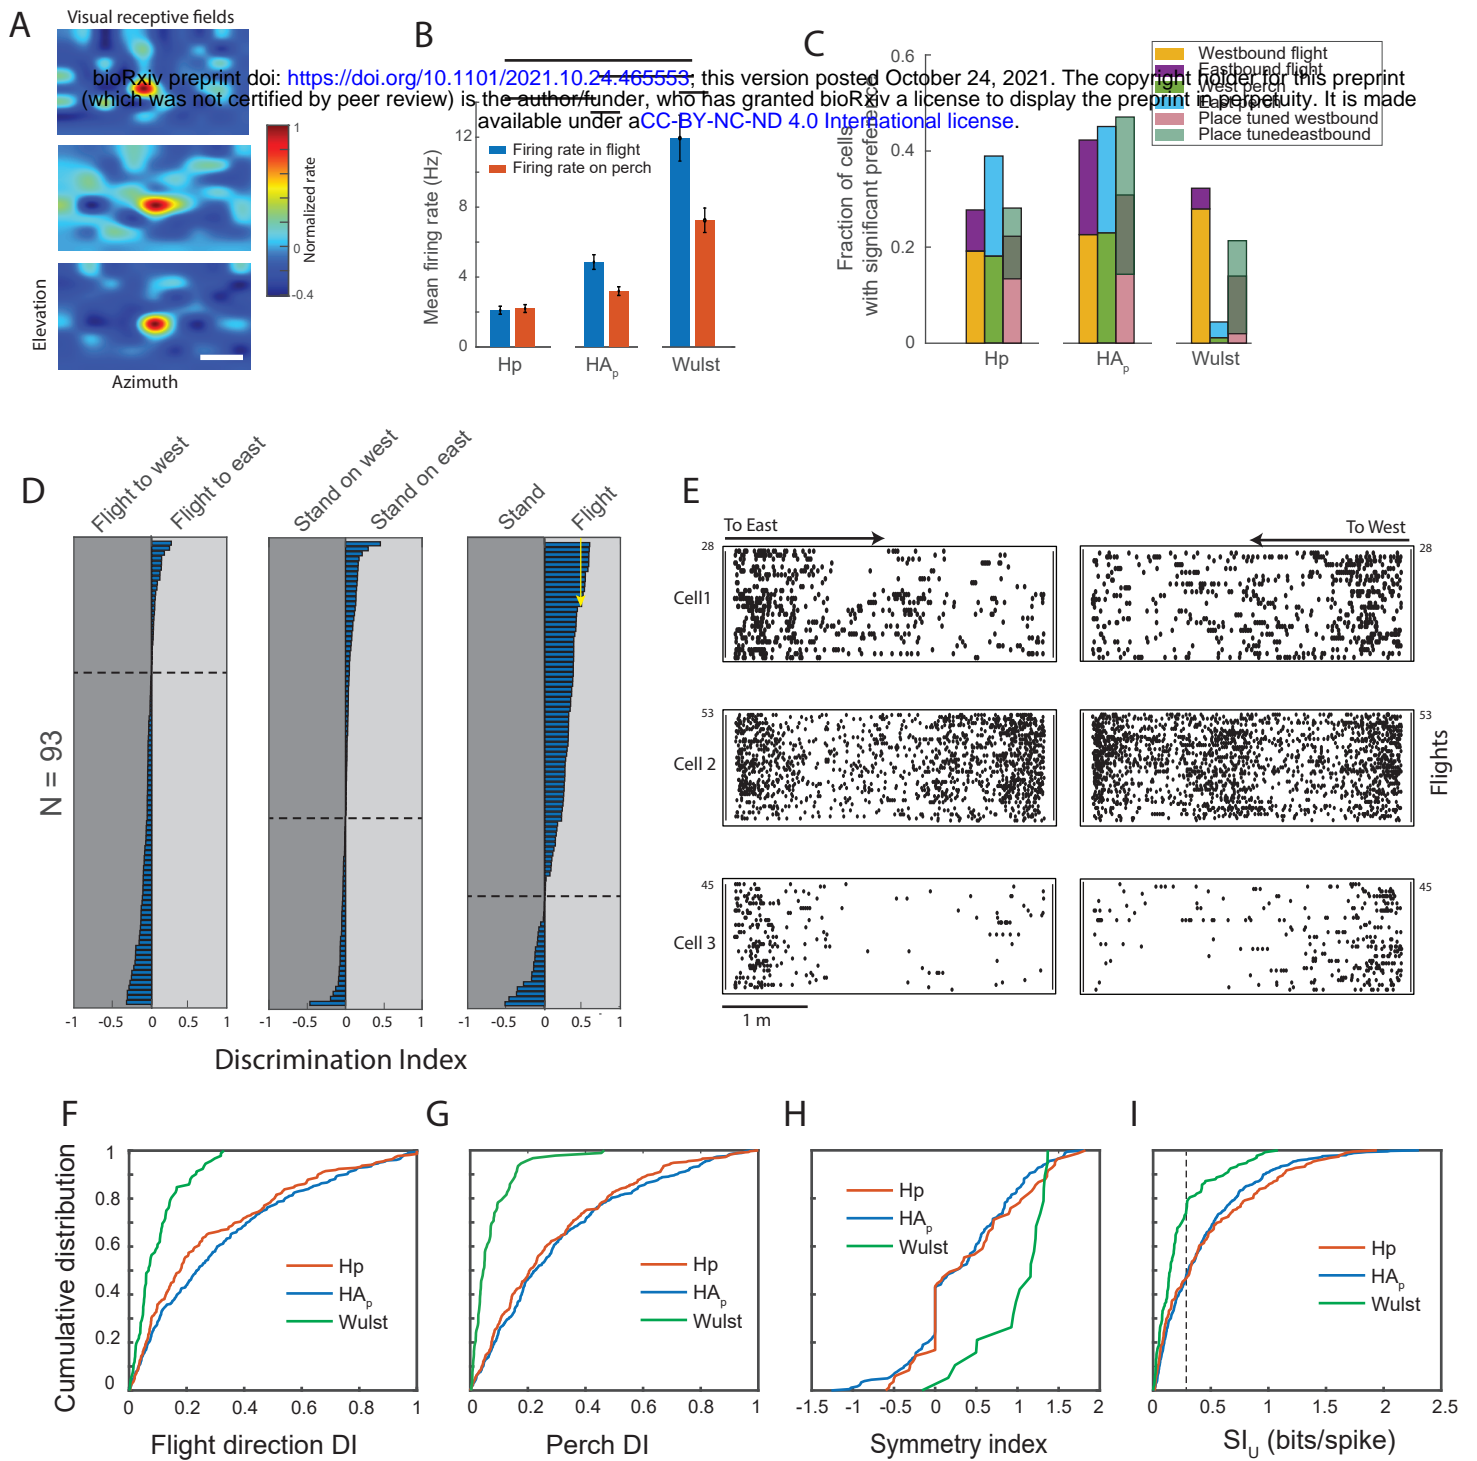 A
Visual receptive fields
Elevation
Azimuth
1
0
-0.4
Normalized rate
bioRxiv preprint doi: https://doi.org/10.1101/2021.10.24.465553; this version posted October 24, 2021. The copyright holder for this preprint
(which was not certified by peer review) is the author/funder, who has granted bioRxiv a license to display the preprint in perpetuity. It is made
available under aCC-BY-NC-ND 4.0 International license.
B
Mean firing rate (Hz)
12
8
4
0
Firing rate in flight
Firing rate on perch
Hp
HAp
Wulst
C
Fraction of cells
with significant preference
0.6
0.4
0.2
0
Westbound flight
Eastbound flight
West perch
East perch
Place tuned westbound
Place tunedeastbound
Hp
HAp
Wulst
D
Flight to west
Flight to east
Stand on west
Stand on east
Stand
Flight
N = 93
-1 -0.5 0 0.5 1
-1 -0.5 0 0.5 1
-1 -0.5 0 0.5 1
Discrimination Index
E
To East
To West
28
Cell1
28
53
Cell 2
53
45
Cell 3
45
Flights
1 m
F
Cumulative distribution
1
0.8
0.6
0.4
0.2
0
Hp
HAp
Wulst
0 0.2 0.4 0.6 0.8 1
Flight direction DI
G
Hp
HAp
Wulst
0 0.2 0.4 0.6 0.8 1
Perch DI
H
Hp
HAp
Wulst
-1.5 -1 -0.5 0 0.5 1 1.5 2
Symmetry index
I
Hp
HAp
Wulst
0 0.5 1 1.5 2 2.5
SIU (bits/spike)